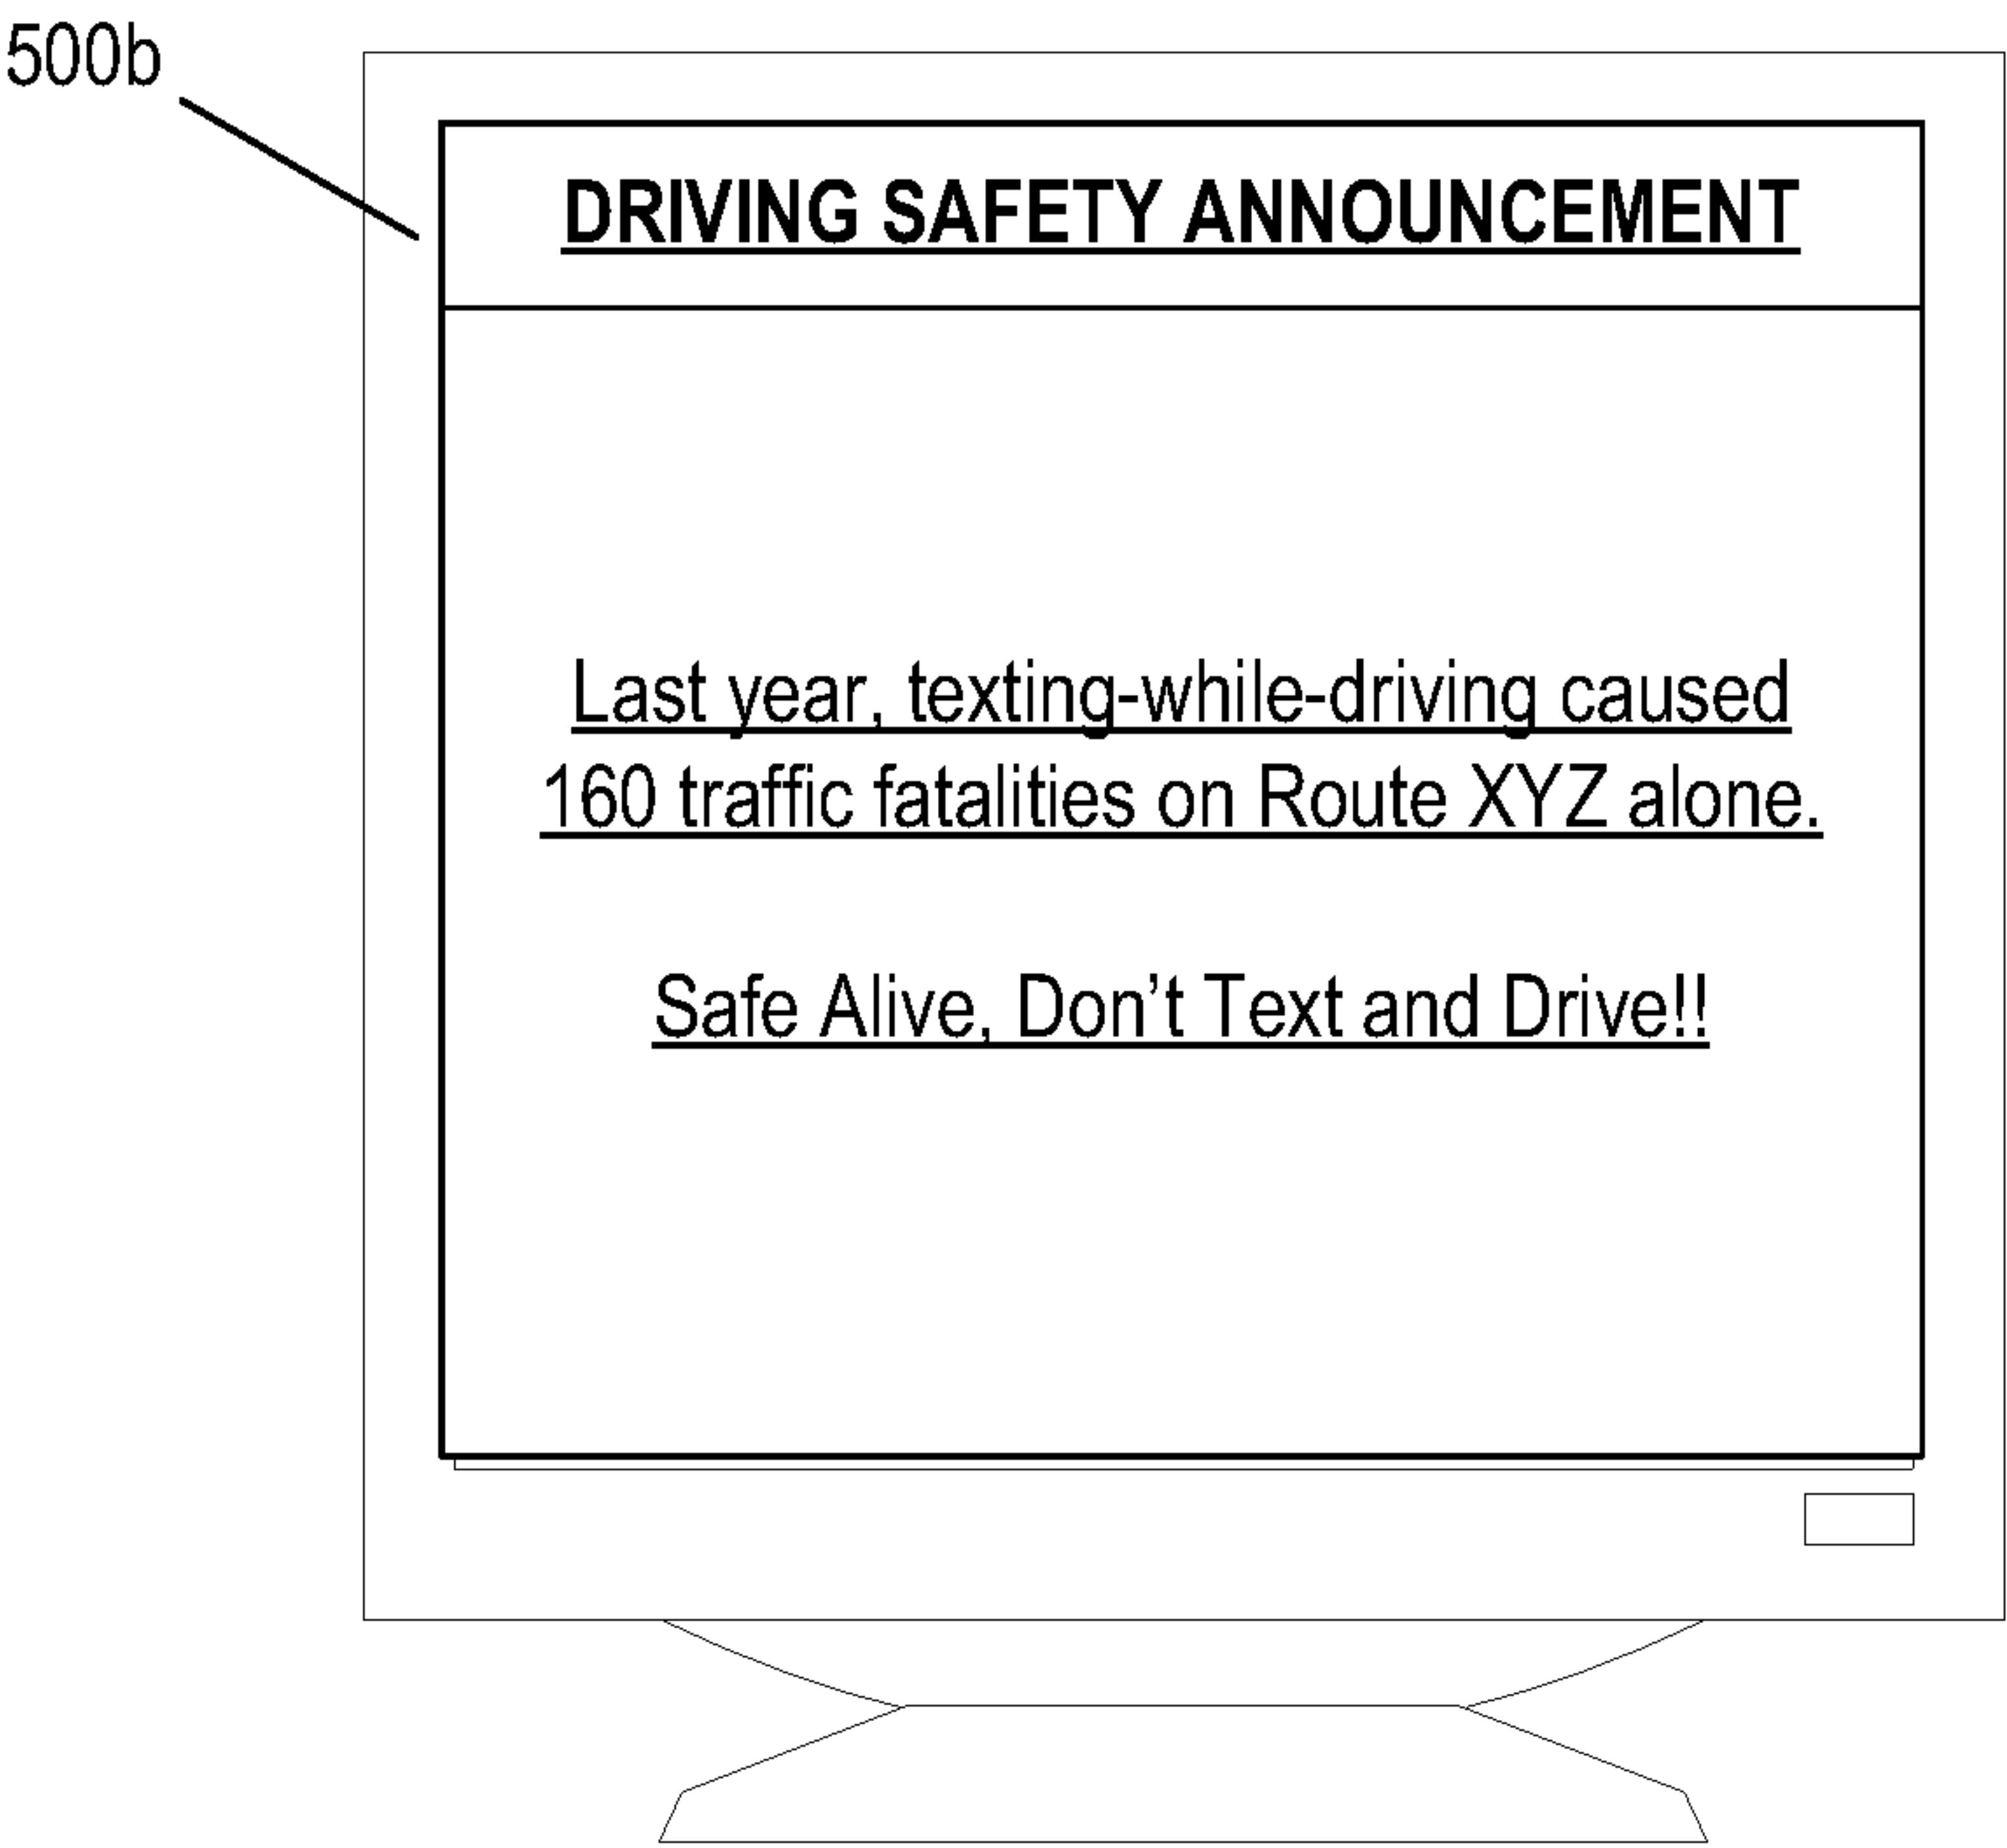 500b
DRIVING SAFETY ANNOUNCEMENT
Last year, texting-while-driving caused
160 traffic fatalities on Route XYZ alone.
Safe Alive, Don't Text and Drive!!